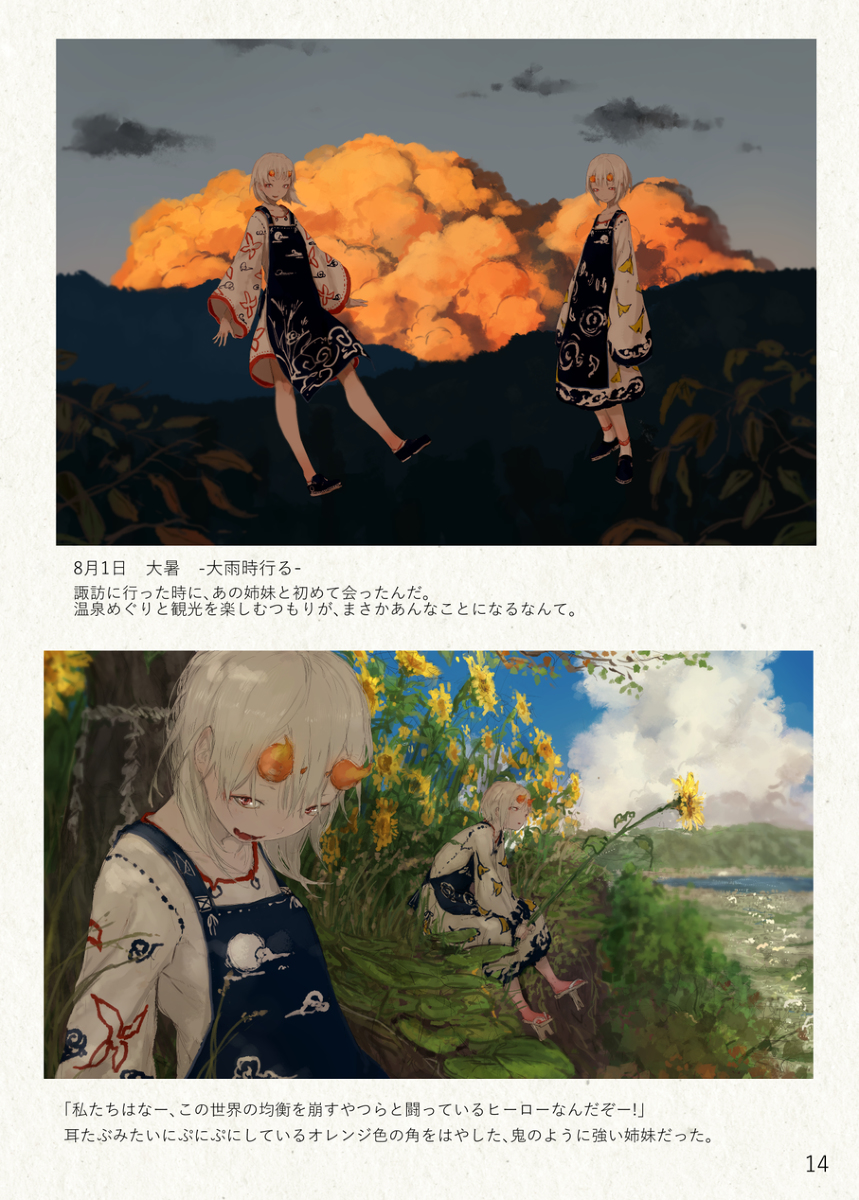 8月1日　大暑　-大雨時行る-
諏訪に行った時に、あの姉妹と初めて会ったんだ。
温泉めぐりと観光を楽しむつもりが、まさかあんなことになるなんて。
「私たちはなー、この世界の均衡を崩すやつらと闘っているヒーローなんだぞー!」
耳たぶみたいにぷにぷにしているオレンジ色の角をはやした、鬼のように強い姉妹だった。
14